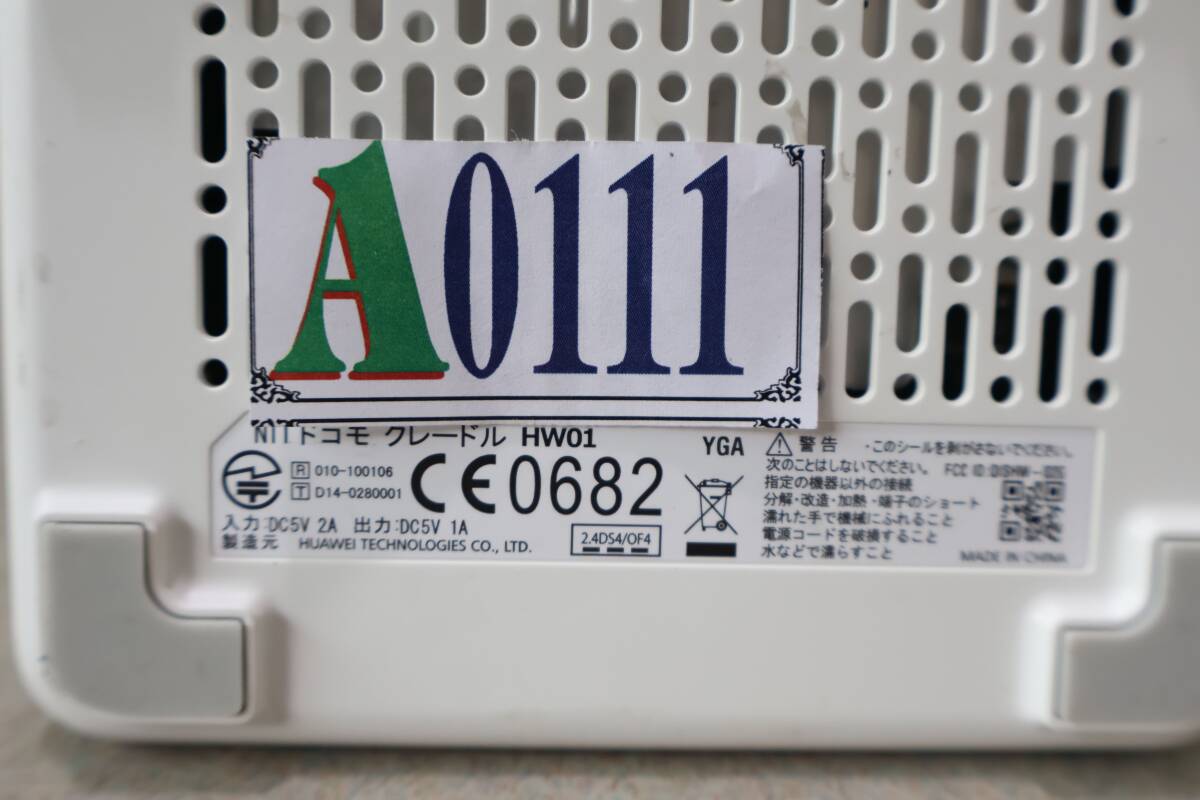 A0111
NTTドコモ クレードル HW01
R 010-100106
T D14-0280001
CE0682
入力:DC5V 2A 出力:DC5V 1A
製造元 HUAWEI TECHNOLOGIES CO., LTD.
2.4DS4/OF4
YGA
警告 ・このシールを剥がさないでください。
次のことはしないでください。 FCC ID:
指定の機器以外の接続
分解・改造・加熱・端子のショート
濡れた手で機械にふれること
電源コードを破損すること
水などで濡らすこと
MADE IN CHINA